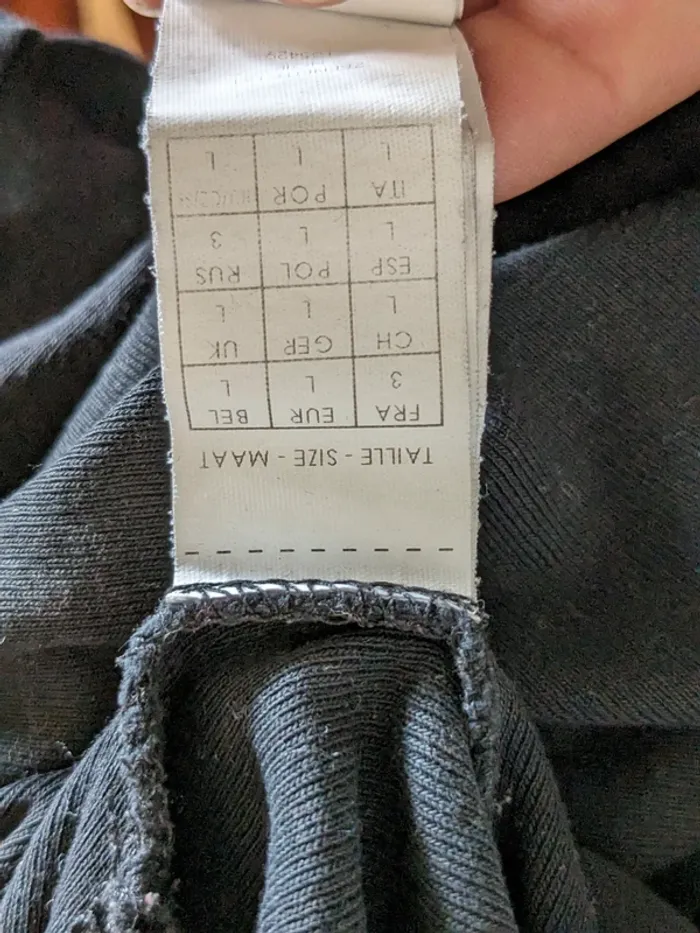 TAILLE - SIZE - MAAT
FRA EUR BEL
3 L L
CH GER UK
L L L
ESP POL RUS
L L 3
ITA POR
L L L